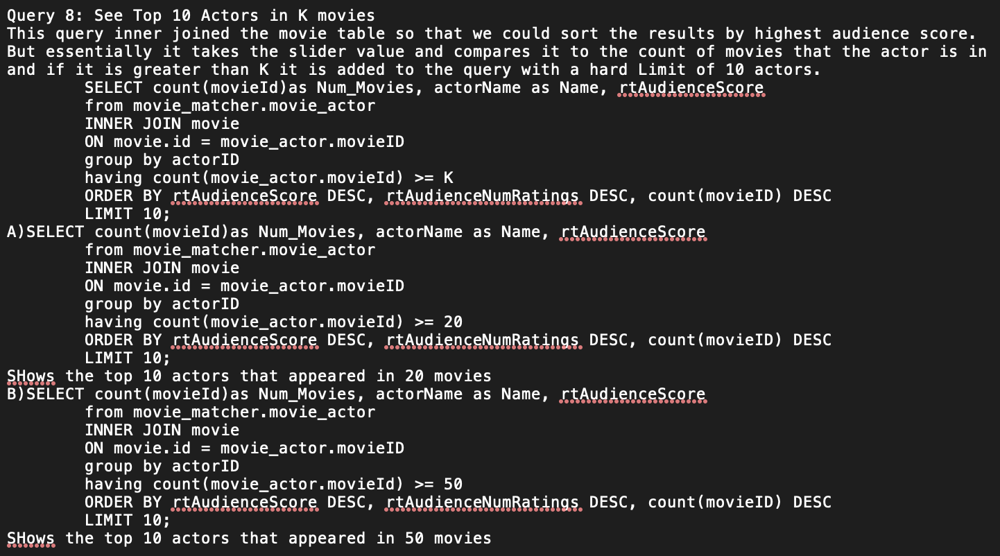 Query 8: See Top 10 Actors in K movies
This query inner joined the movie table so that we could sort the results by highest audience score.
But essentially it takes the slider value and compares it to the count of movies that the actor is in
and if it is greater than K it is added to the query with a hard Limit of 10 actors.
SELECT count(movieId)as Num_Movies, actorName as Name, rtAudienceScore
from movie_matcher.movie_actor
INNER JOIN movie
ON movie.id = movie_actor.movieID
group by actorID
having count(movie_actor.movieId) >= K
ORDER BY rtAudienceScore DESC, rtAudienceNumRatings DESC, count(movieID) DESC
LIMIT 10;
A)SELECT count(movieId)as Num_Movies, actorName as Name, rtAudienceScore
from movie_matcher.movie_actor
INNER JOIN movie
ON movie.id = movie_actor.movieID
group by actorID
having count(movie_actor.movieId) >= 20
ORDER BY rtAudienceScore DESC, rtAudienceNumRatings DESC, count(movieID) DESC
LIMIT 10;
SHows the top 10 actors that appeared in 20 movies
B)SELECT count(movieId)as Num_Movies, actorName as Name, rtAudienceScore
from movie_matcher.movie_actor
INNER JOIN movie
ON movie.id = movie_actor.movieID
group by actorID
having count(movie_actor.movieId) >= 50
ORDER BY rtAudienceScore DESC, rtAudienceNumRatings DESC, count(movieID) DESC
LIMIT 10;
SHows the top 10 actors that appeared in 50 movies